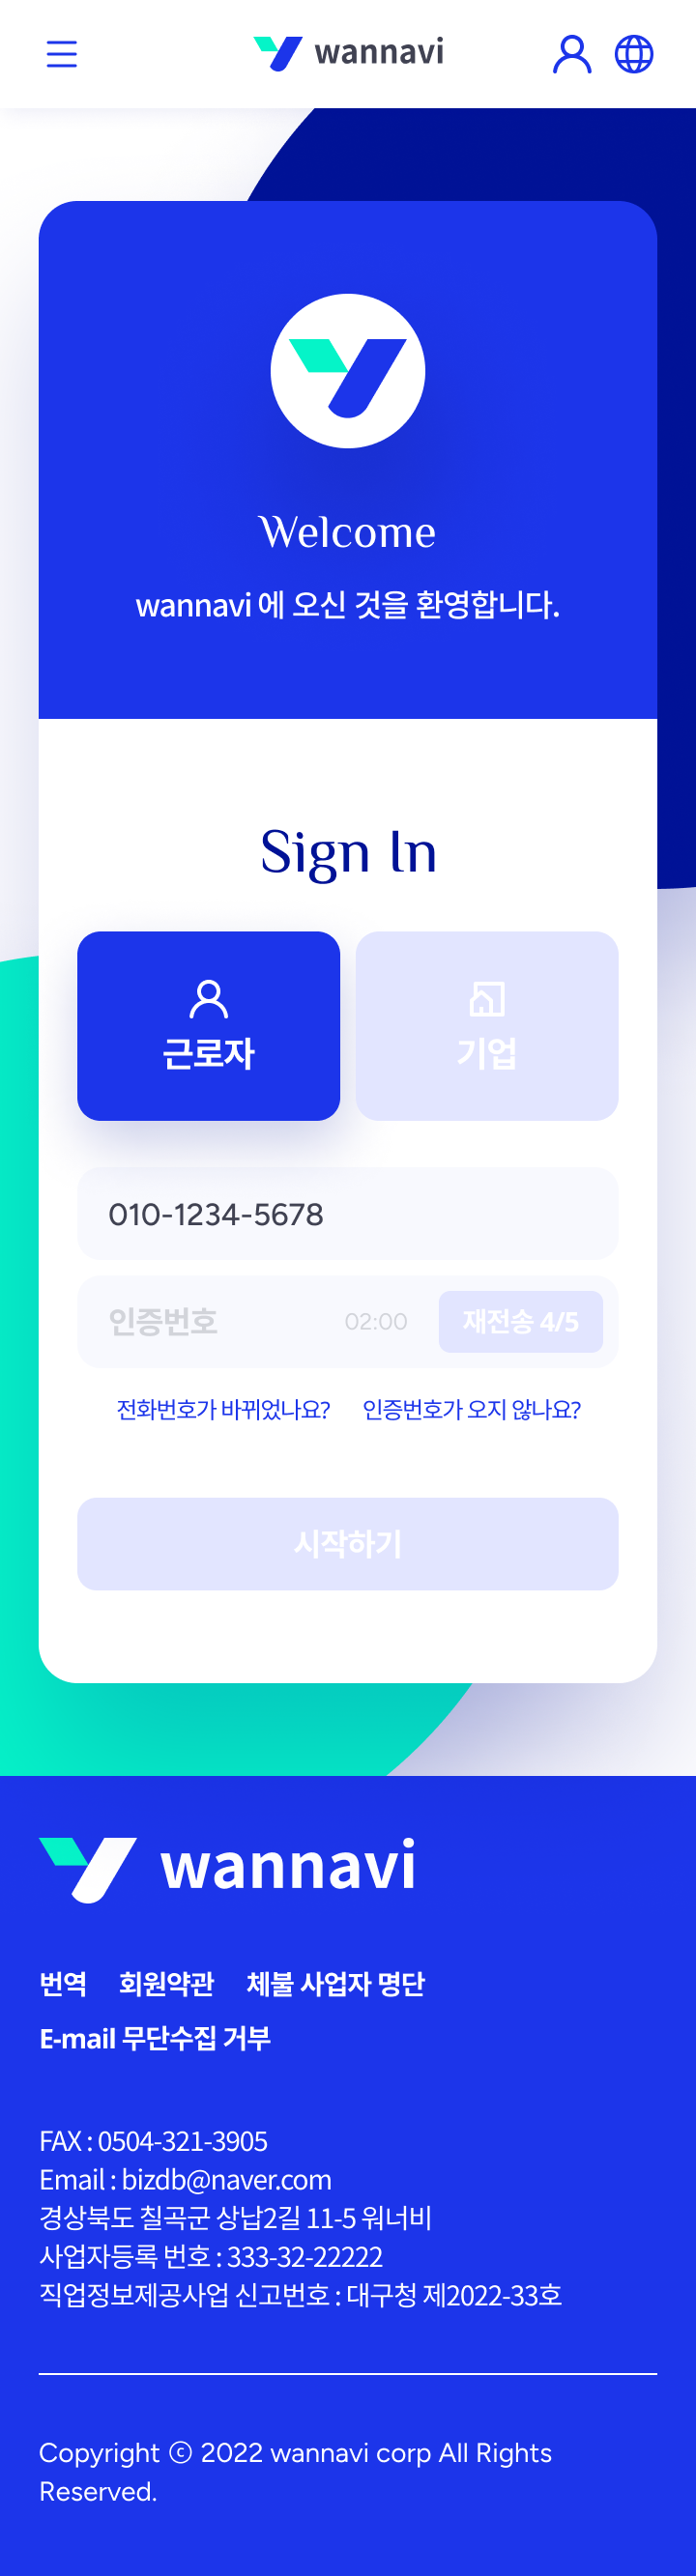 wannavi
Welcome
wannavi 에 오신 것을 환영합니다.
Sign In
근로자
기업
010-1234-5678
인증번호 02:00 재전송 4/5
전화번호가 바뀌었나요? 인증번호가 오지 않나요?
시작하기
wannavi
번역 회원약관 체불 사업자 명단
E-mail 무단수집 거부
FAX : 0504-321-3905
Email : bizdb@naver.com
경상북도 칠곡군 상남2길 11-5 워너비
사업자등록 번호 : 333-32-22222
직업정보제공사업 신고번호 : 대구청 제2022-33호
Copyright ⓒ 2022 wannavi corp All Rights
Reserved.